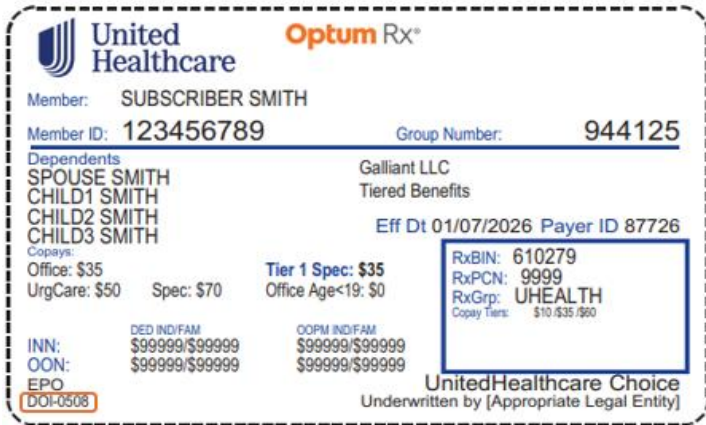 United Healthcare
Optum Rx®
Member: SUBSCRIBER SMITH
Member ID: 123456789 Group Number: 944125
Dependents
SPOUSE SMITH
CHILD1 SMITH
CHILD2 SMITH
CHILD3 SMITH
Galliant LLC
Tiered Benefits
Eff Dt 01/07/2026 Payer ID 87726
Copays:
Office: $35 Tier 1 Spec: $35
UrgCare: $50 Spec: $70 Office Age<19: $0
RxBIN: 610279
RxPCN: 9999
RxGrp: UHEALTH
Copay Tiers: $10 /$35 /$60
DED IND/FAM OOPM IND/FAM
INN: $99999/$99999 $99999/$99999
OON: $99999/$99999 $99999/$99999
EPO
DOI-0508
UnitedHealthcare Choice
Underwritten by [Appropriate Legal Entity]